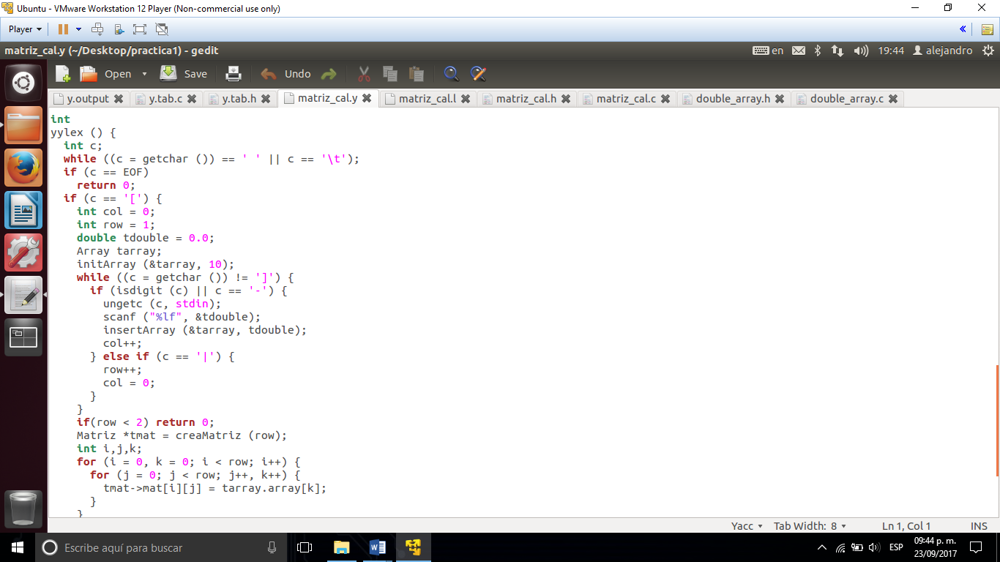 Ubuntu - VMware Workstation 12 Player (Non-commercial use only)
Player
matriz_cal.y (~/Desktop/practica1) - gedit
en 19:44 alejandro
Open Save Undo
y.output y.tab.c y.tab.h matriz_cal.y matriz_cal.l matriz_cal.h matriz_cal.c double_array.h double_array.c
int
yylex () {
  int c;
  while ((c = getchar ()) == ' ' || c == '\t');
  if (c == EOF)
    return 0;
  if (c == '[') {
    int col = 0;
    int row = 1;
    double tdouble = 0.0;
    Array tarray;
    initArray (&tarray, 10);
    while ((c = getchar ()) != ']') {
      if (isdigit (c) || c == '-') {
        ungetc (c, stdin);
        scanf ("%lf", &tdouble);
        insertArray (&tarray, tdouble);
        col++;
      } else if (c == '|') {
        row++;
        col = 0;
      }
    }
    if(row < 2) return 0;
    Matriz *tmat = creaMatriz (row);
    int i,j,k;
    for (i = 0, k = 0; i < row; i++) {
      for (j = 0; j < row; j++, k++) {
        tmat->mat[i][j] = tarray.array[k];
      }
    }
Yacc Tab Width: 8 Ln 1, Col 1 INS
Escribe aquí para buscar
ESP
09:44 p. m.
23/09/2017